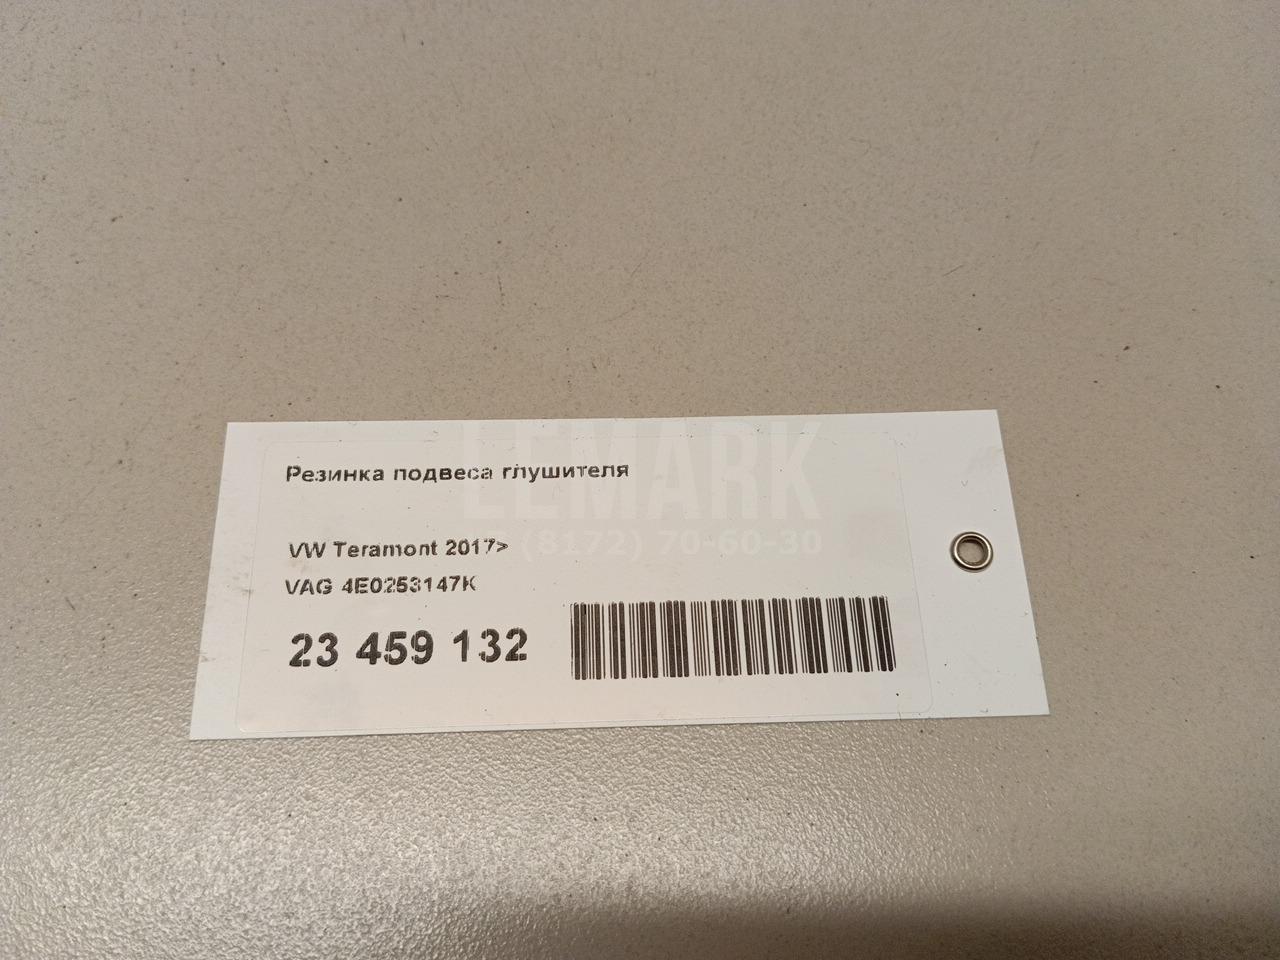 LEMARK
(8172) 70-60-30
Резинка подвеса глушителя
VW Teramont 2017>
VAG 4E0253147K
23 459 132